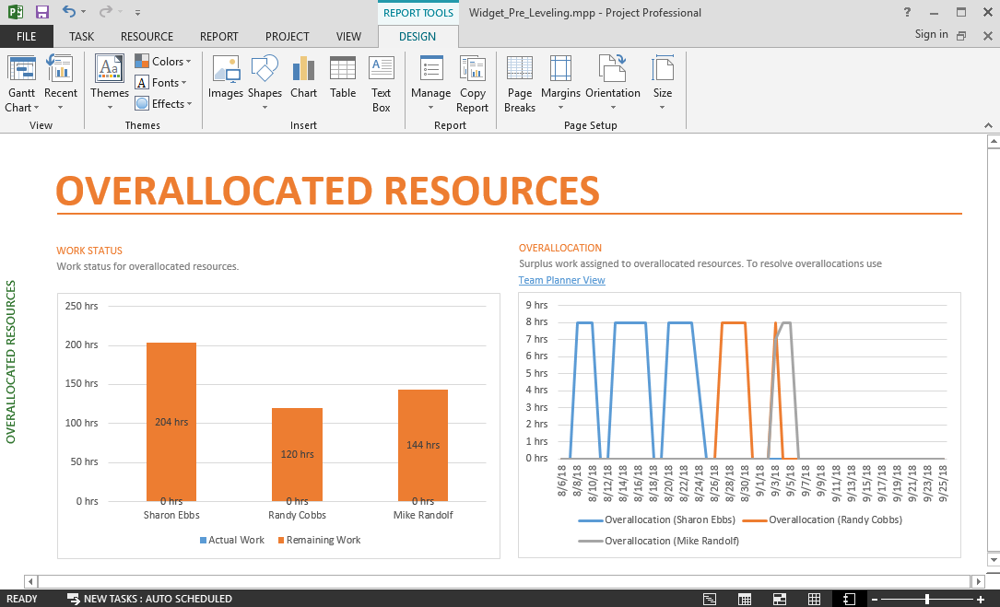 REPORT TOOLS Widget_Pre_Leveling.mpp - Project Professional
FILE TASK RESOURCE REPORT PROJECT VIEW DESIGN Sign in
Gantt Chart Recent Themes Colors Fonts Effects Images Shapes Chart Table Text Box Manage Copy Report Page Breaks Margins Orientation Size
View Themes Insert Report Page Setup
OVERALLOCATED RESOURCES
OVERALLOCATED RESOURCES
WORK STATUS
Work status for overallocated resources.
250 hrs
200 hrs
150 hrs
100 hrs
50 hrs
0 hrs
204 hrs
120 hrs
144 hrs
0 hrs 0 hrs 0 hrs
Sharon Ebbs Randy Cobbs Mike Randolf
Actual Work Remaining Work
OVERALLOCATION
Surplus work assigned to overallocated resources. To resolve overallocations use
Team Planner View
9 hrs
8 hrs
7 hrs
6 hrs
5 hrs
4 hrs
3 hrs
2 hrs
1 hrs
0 hrs
8/6/18 8/8/18 8/10/18 8/12/18 8/14/18 8/16/18 8/18/18 8/20/18 8/22/18 8/24/18 8/26/18 8/28/18 8/30/18 9/1/18 9/3/18 9/5/18 9/7/18 9/9/18 9/11/18 9/13/18 9/15/18 9/17/18 9/19/18 9/21/18 9/23/18 9/25/18
Overallocation (Sharon Ebbs) Overallocation (Randy Cobbs)
Overallocation (Mike Randolf)
READY NEW TASKS : AUTO SCHEDULED